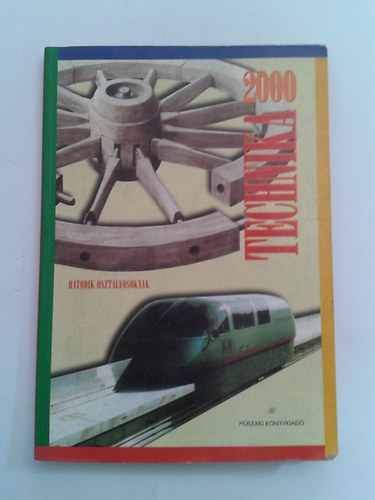 TECHNIKA 2000
HATODIK OSZTÁLYOSOKNAK
MŰSZAKI KÖNYVKIADÓ